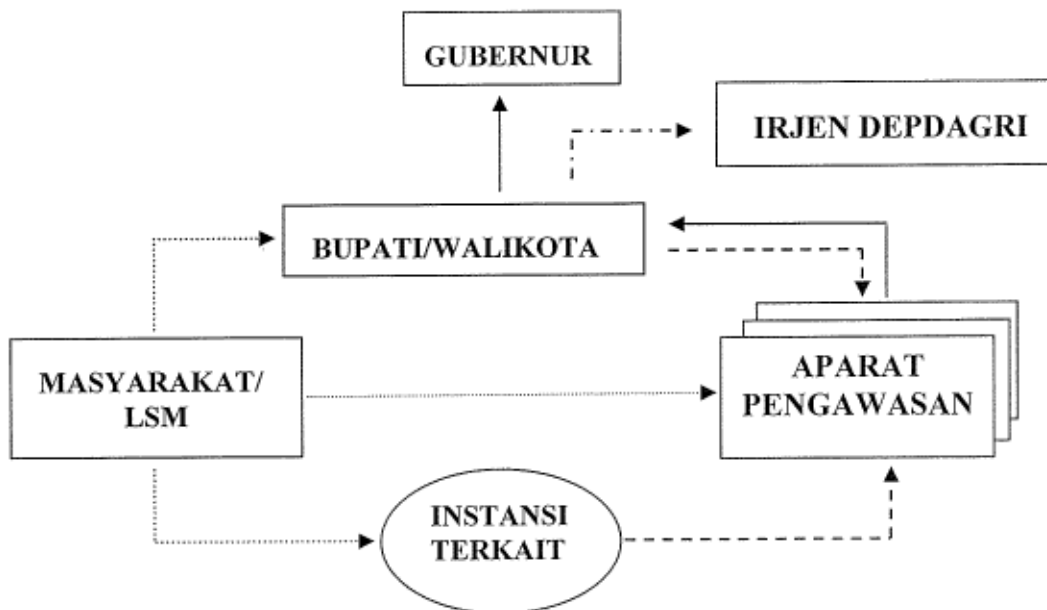 GUBERNUR
IRJEN DEPDAGRI
BUPATI/WALIKOTA
MASYARAKAT/
LSM
APARAT
PENGAWASAN
INSTANSI
TERKAIT